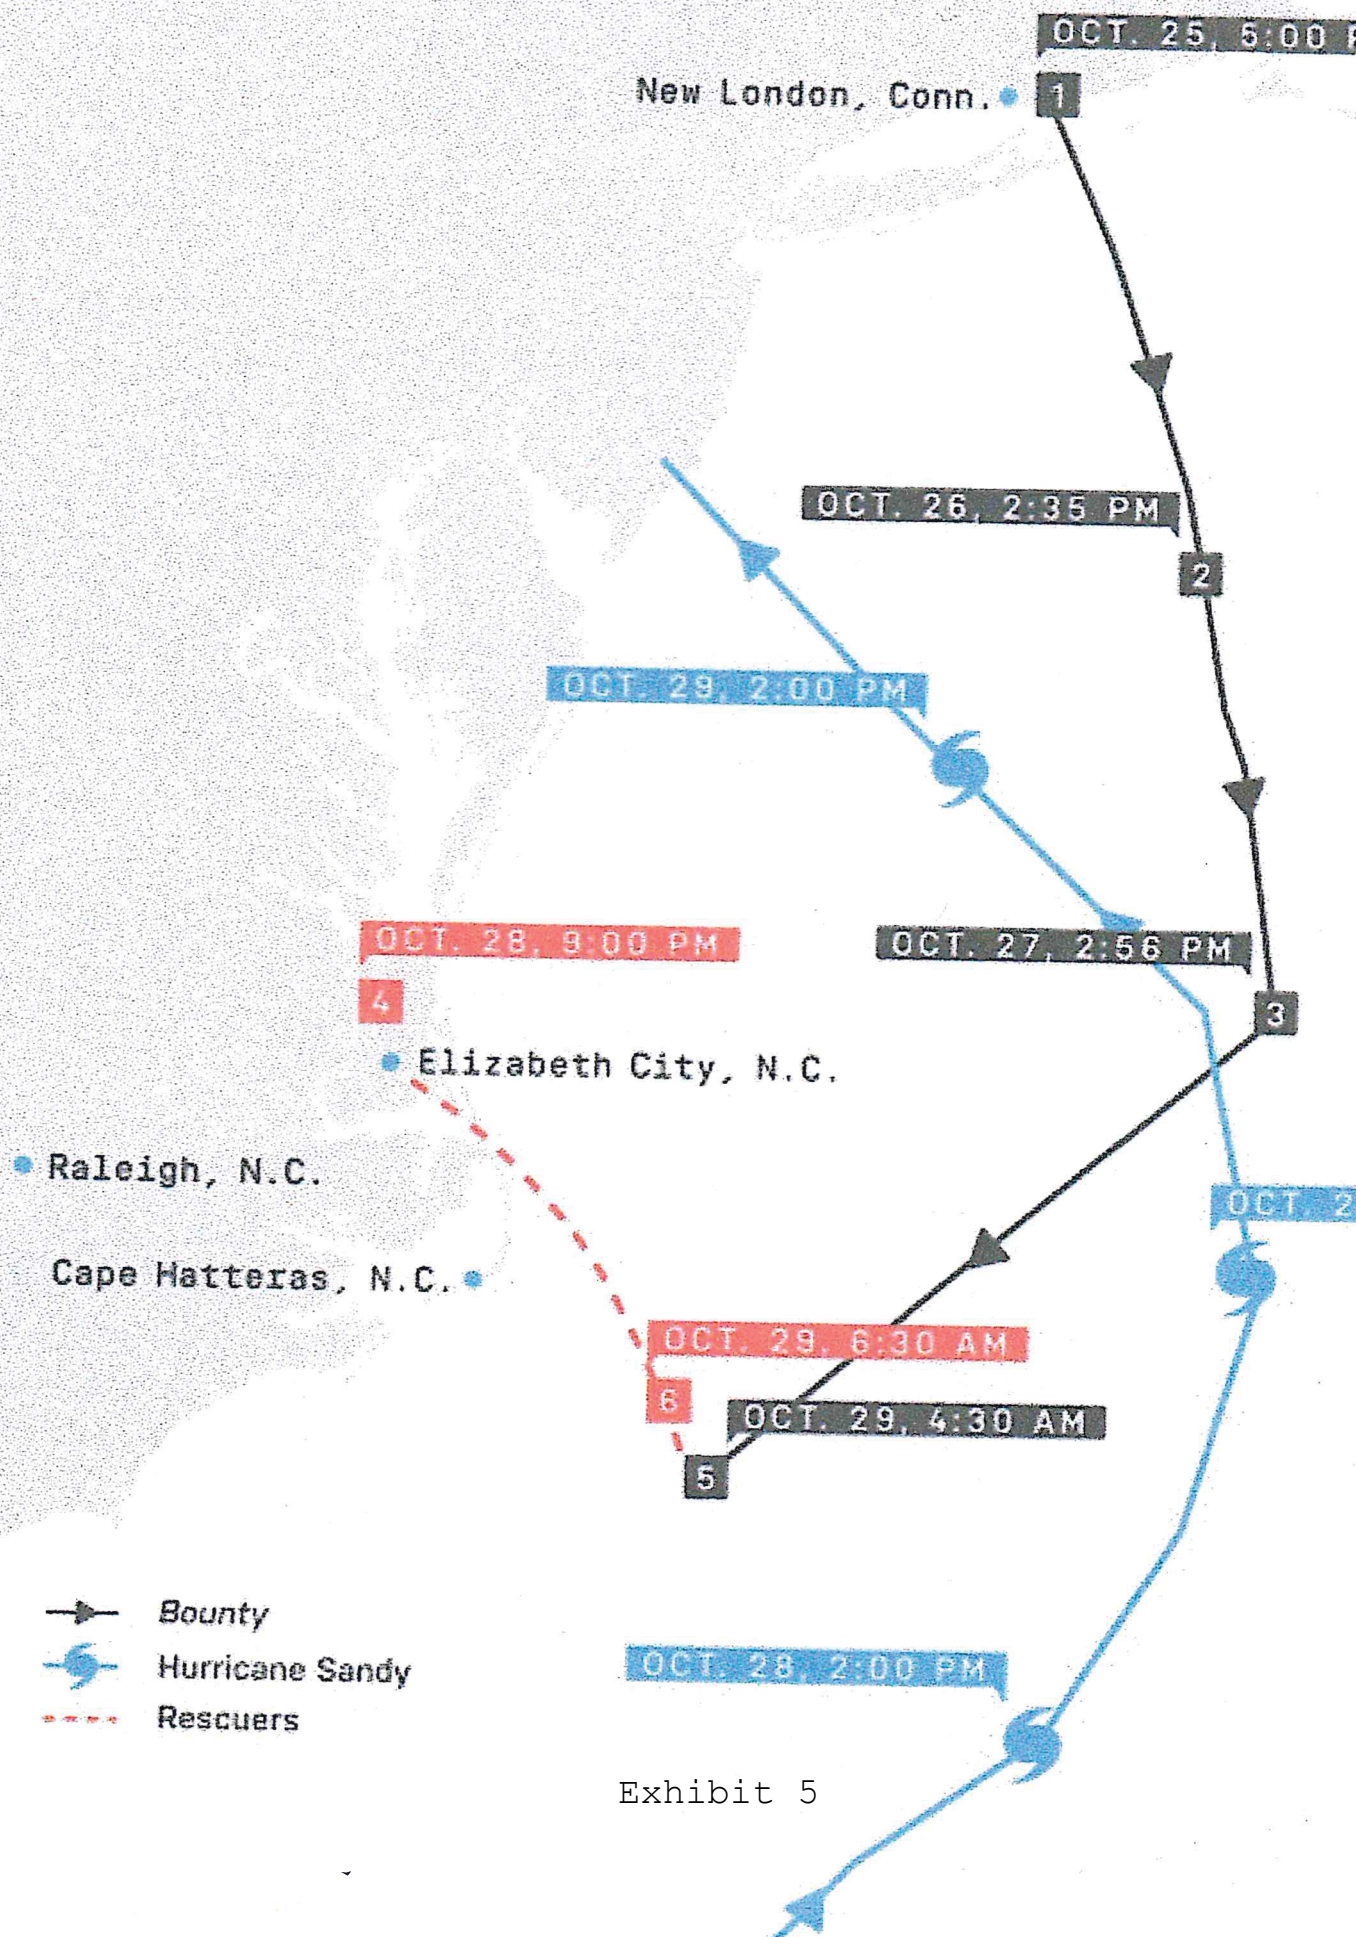 OCT. 25, 6:00
New London, Conn.
1
OCT. 26, 2:35 PM
2
OCT. 29, 2:00 PM
OCT. 28, 9:00 PM
OCT. 27, 2:56 PM
4
3
Elizabeth City, N.C.
Raleigh, N.C.
OCT. 2
Cape Hatteras, N.C.
OCT. 29, 6:30 AM
6
OCT. 29, 4:30 AM
5
Bounty
Hurricane Sandy
OCT. 28, 2:00 PM
Rescuers
Exhibit 5